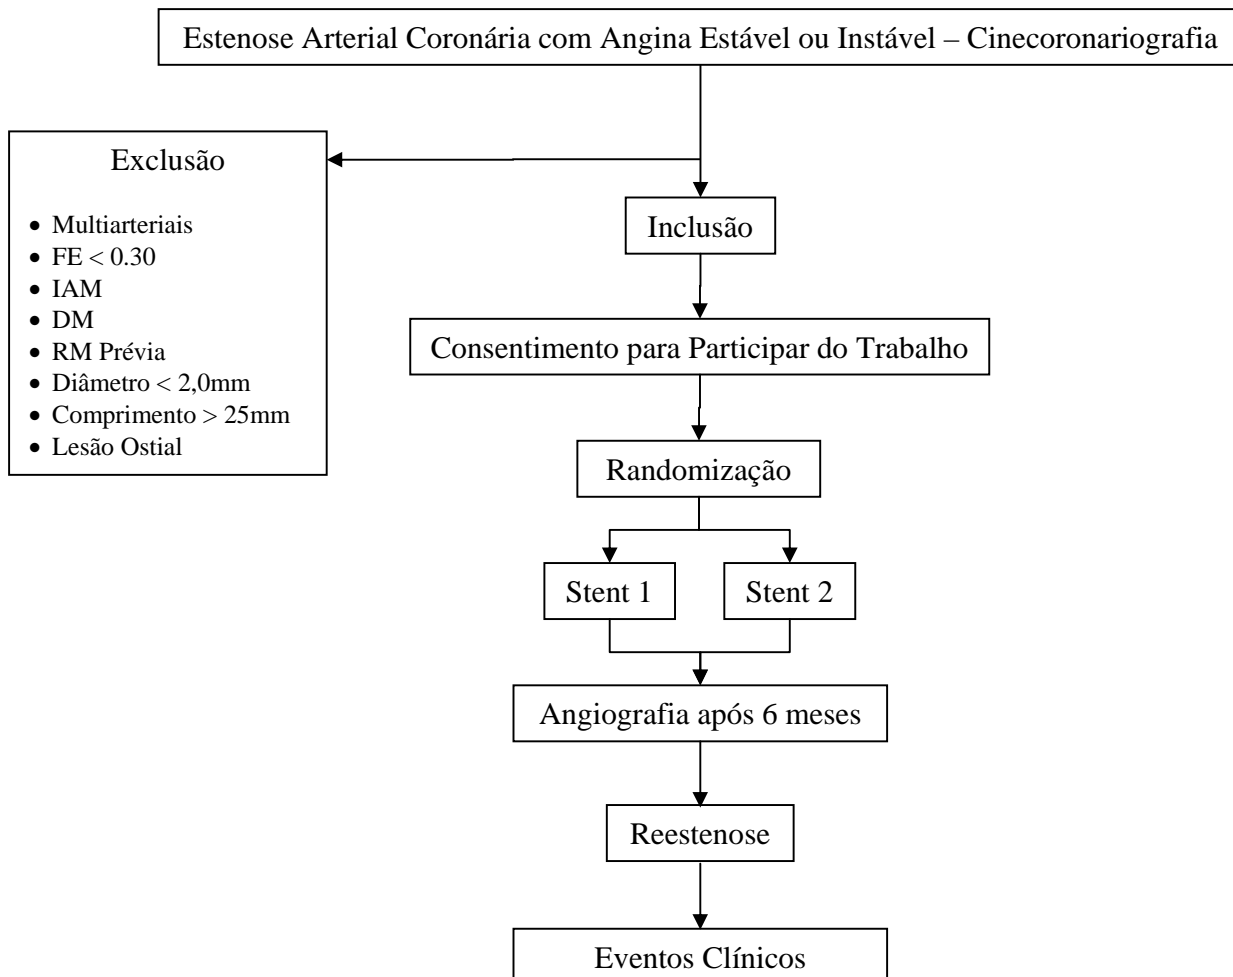 Estenose Arterial Coronária com Angina Estável ou Instável – Cinecoronariografia
Exclusão
• Multiarteriais
• FE < 0.30
• IAM
• DM
• RM Prévia
• Diâmetro < 2,0mm
• Comprimento > 25mm
• Lesão Ostial
Inclusão
Consentimento para Participar do Trabalho
Randomização
Stent 1
Stent 2
Angiografia após 6 meses
Reestenose
Eventos Clínicos